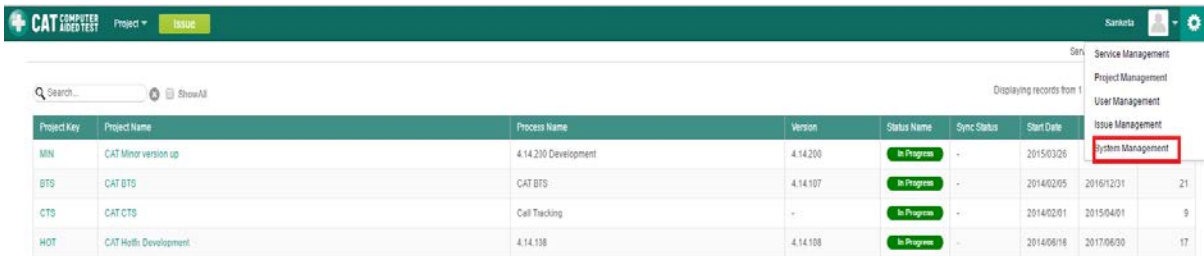 CAT COMPUTER AIDED TEST Project Issue Sanketa
Ser
Service Management
Search... Show All Displaying records from 1
Project Management
User Management
Issue Management
System Management
Project Key Project Name Process Name Version Status Name Sync Status Start Date
MIN CAT Minor version up 4.14.200 Development 4.14.200 In Progress - 2015/03/26
BTS CAT BTS CAT BTS 4.14.107 In Progress - 2014/02/05 2016/12/31 21
CTS CAT CTS Call Tracking - In Progress - 2014/02/01 2015/04/01 9
HOT CAT Hotfix Development 4.14.108 4.14.108 In Progress - 2014/06/16 2017/06/30 17